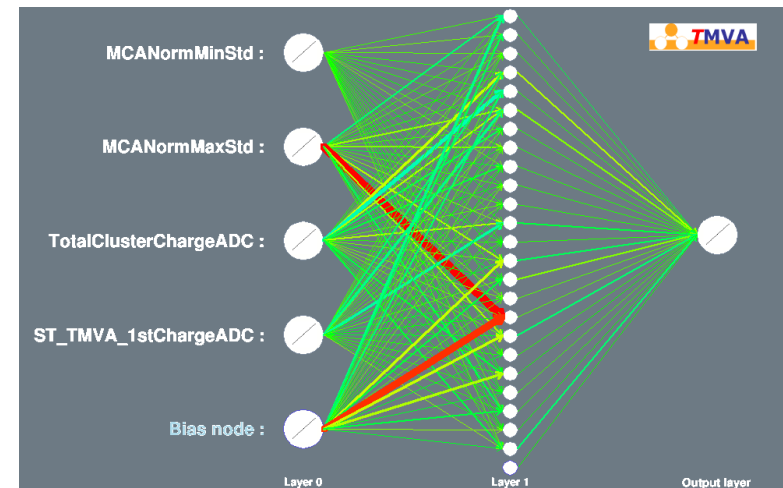 TMVA
MCANormMinStd :
MCANormMaxStd :
TotalClusterChargeADC :
ST_TMVA_1stChargeADC :
Bias node :
Layer 0
Layer 1
Output layer